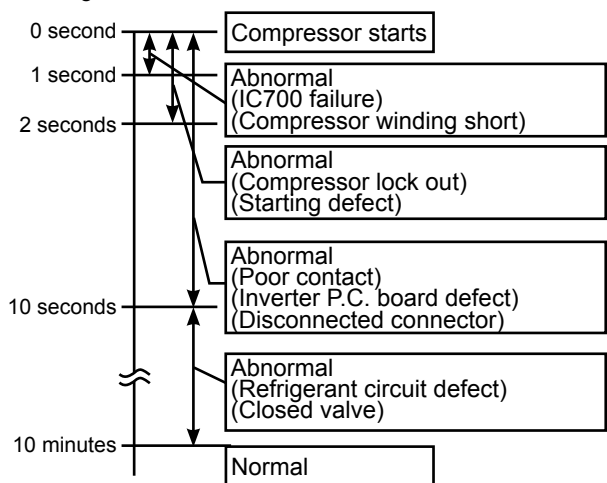 0 second
Compressor starts
1 second
Abnormal
(IC700 failure)
(Compressor winding short)
2 seconds
Abnormal
(Compressor lock out)
(Starting defect)
Abnormal
(Poor contact)
(Inverter P.C. board defect)
(Disconnected connector)
10 seconds
Abnormal
(Refrigerant circuit defect)
(Closed valve)
10 minutes
Normal